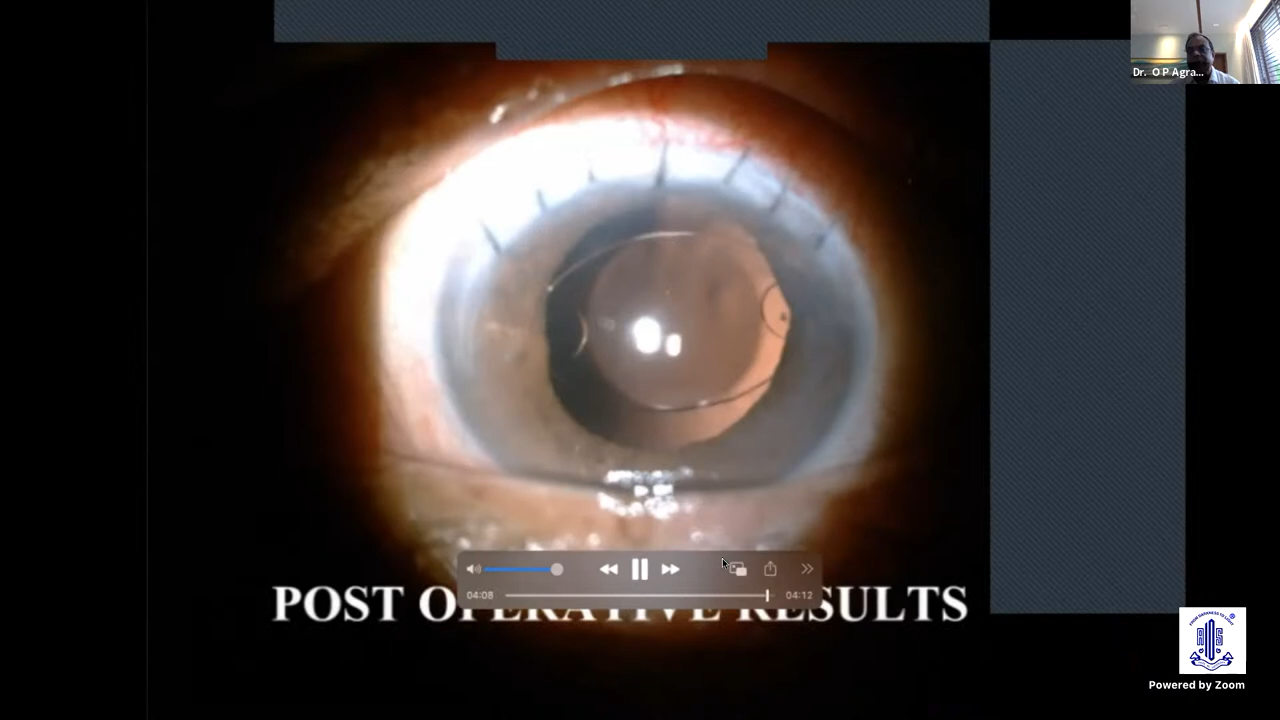 Dr. O P Agra...
04:08
04:12
POST OPERATIVE RESULTS
Powered by Zoom